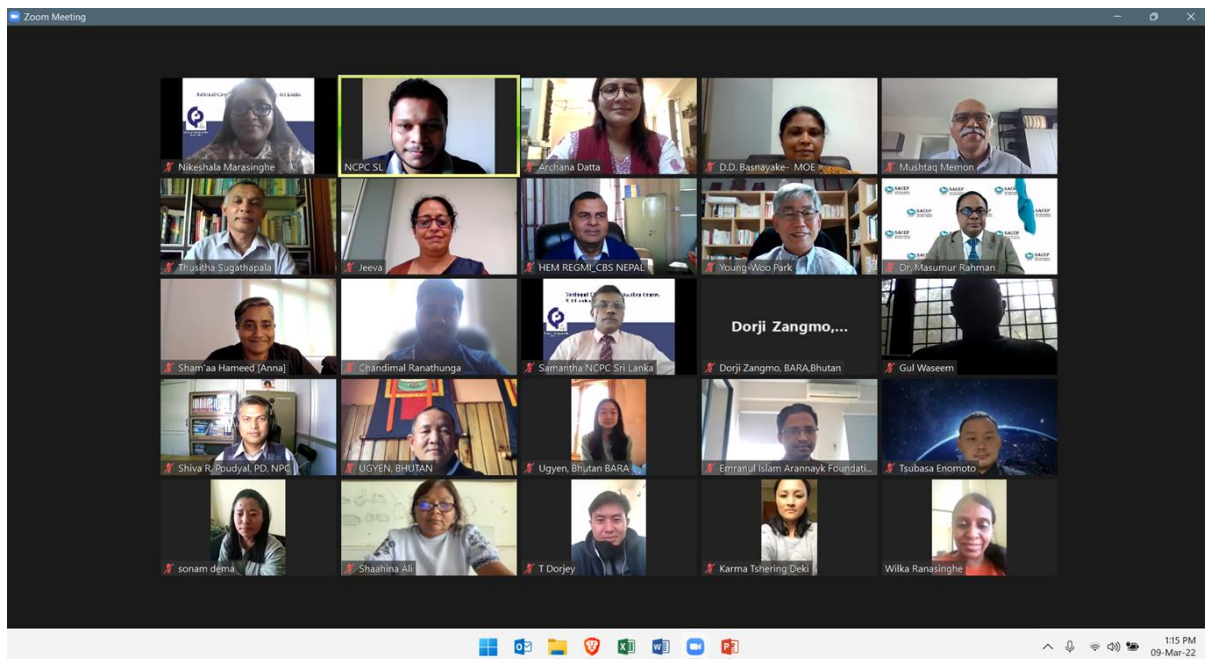 Zoom Meeting
Nikeshala Marasinghe
NCPC SL
Archana Datta
D.D. Basnayake- MOE
Mushtaq Memon
Thusitha Sugathapala
Jeeva
HEM REGMI_CBS NEPAL
Young-Woo Park
SACEP
SACEP
SACEP
Dr. Masumur Rahman
Sham'aa Hameed [Anna]
Chandimal Ranathunga
Samantha NCPC Sri Lanka
Dorji Zangmo,...
Dorji Zangmo, BARA,Bhutan
Gul Waseem
Shiva R. Poudyal, PD, NPC
UGYEN, BHUTAN
Ugyen, Bhutan BARA
Emranul Islam Arannayk Foundati...
Tsubasa Enomoto
sonam dema
Shaahina Ali
T Dorjey
Karma Tshering Deki
Wilka Ranasinghe
1:15 PM
09-Mar-22